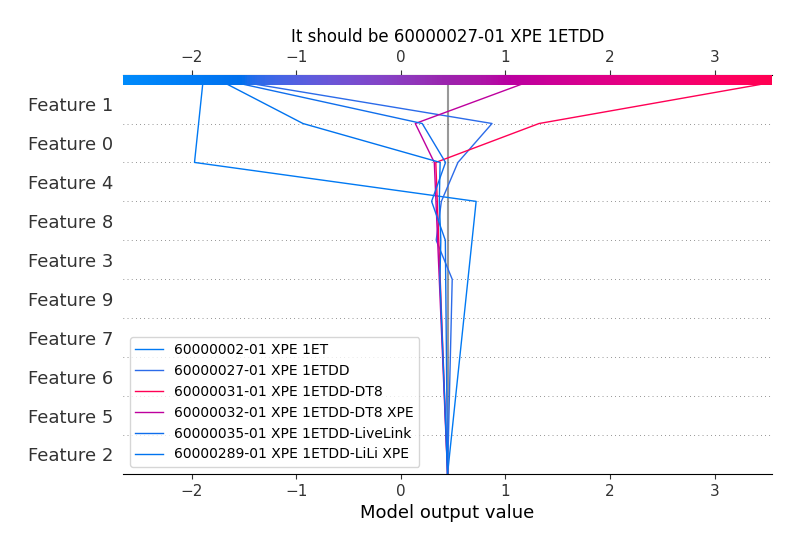 It should be 60000027-01 XPE 1ETDD
−2 −1 0 1 2 3
Feature 1
Feature 0
Feature 4
Feature 8
Feature 3
Feature 9
Feature 7
Feature 6
Feature 5
Feature 2
60000002-01 XPE 1ET
60000027-01 XPE 1ETDD
60000031-01 XPE 1ETDD-DT8
60000032-01 XPE 1ETDD-DT8 XPE
60000035-01 XPE 1ETDD-LiveLink
60000289-01 XPE 1ETDD-LiLi XPE
−2 −1 0 1 2 3
Model output value